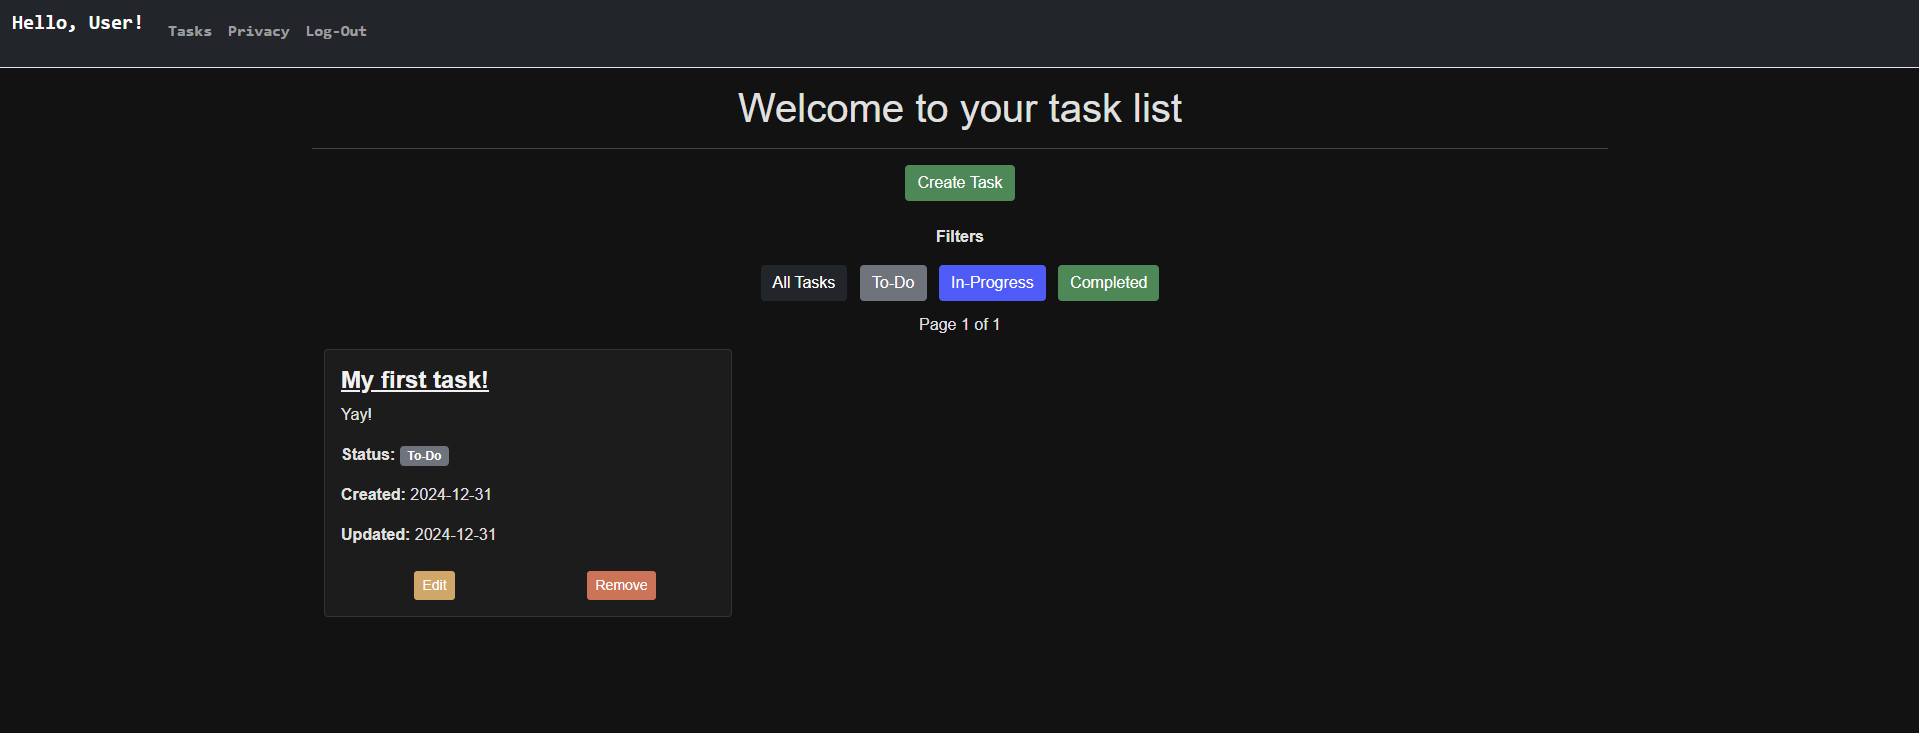 Hello, User! Tasks Privacy Log-Out
Welcome to your task list
Create Task
Filters
All Tasks To-Do In-Progress Completed
Page 1 of 1
My first task!
Yay!
Status: To-Do
Created: 2024-12-31
Updated: 2024-12-31
Edit Remove